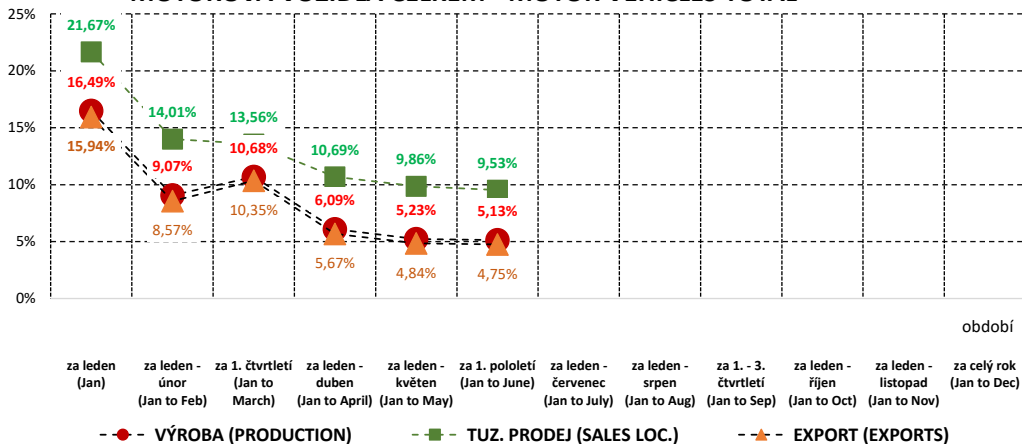 MOTOROVÁ VOZIDLA CELKEM - MOTOR VEHICLES TOTAL
25%
21,67%
20%
16,49%
15%
14,01%
13,56%
15,94%
10,68%
10,69%
9,07%
9,86%
9,53%
10%
10,35%
6,09%
5,23%
5,13%
8,57%
5%
5,67%
4,84%
4,75%
0%
období
za leden (Jan)
za leden - únor (Jan to Feb)
za 1. čtvrtletí (Jan to March)
za leden - duben (Jan to April)
za leden - květen (Jan to May)
za 1. pololetí (Jan to June)
za leden - červenec (Jan to July)
za leden - srpen (Jan to Aug)
za 1. - 3. čtvrtletí (Jan to Sep)
za leden - říjen (Jan to Oct)
za leden - listopad (Jan to Nov)
za celý rok (Jan to Dec)
VÝROBA (PRODUCTION)
TUZ. PRODEJ (SALES LOC.)
EXPORT (EXPORTS)